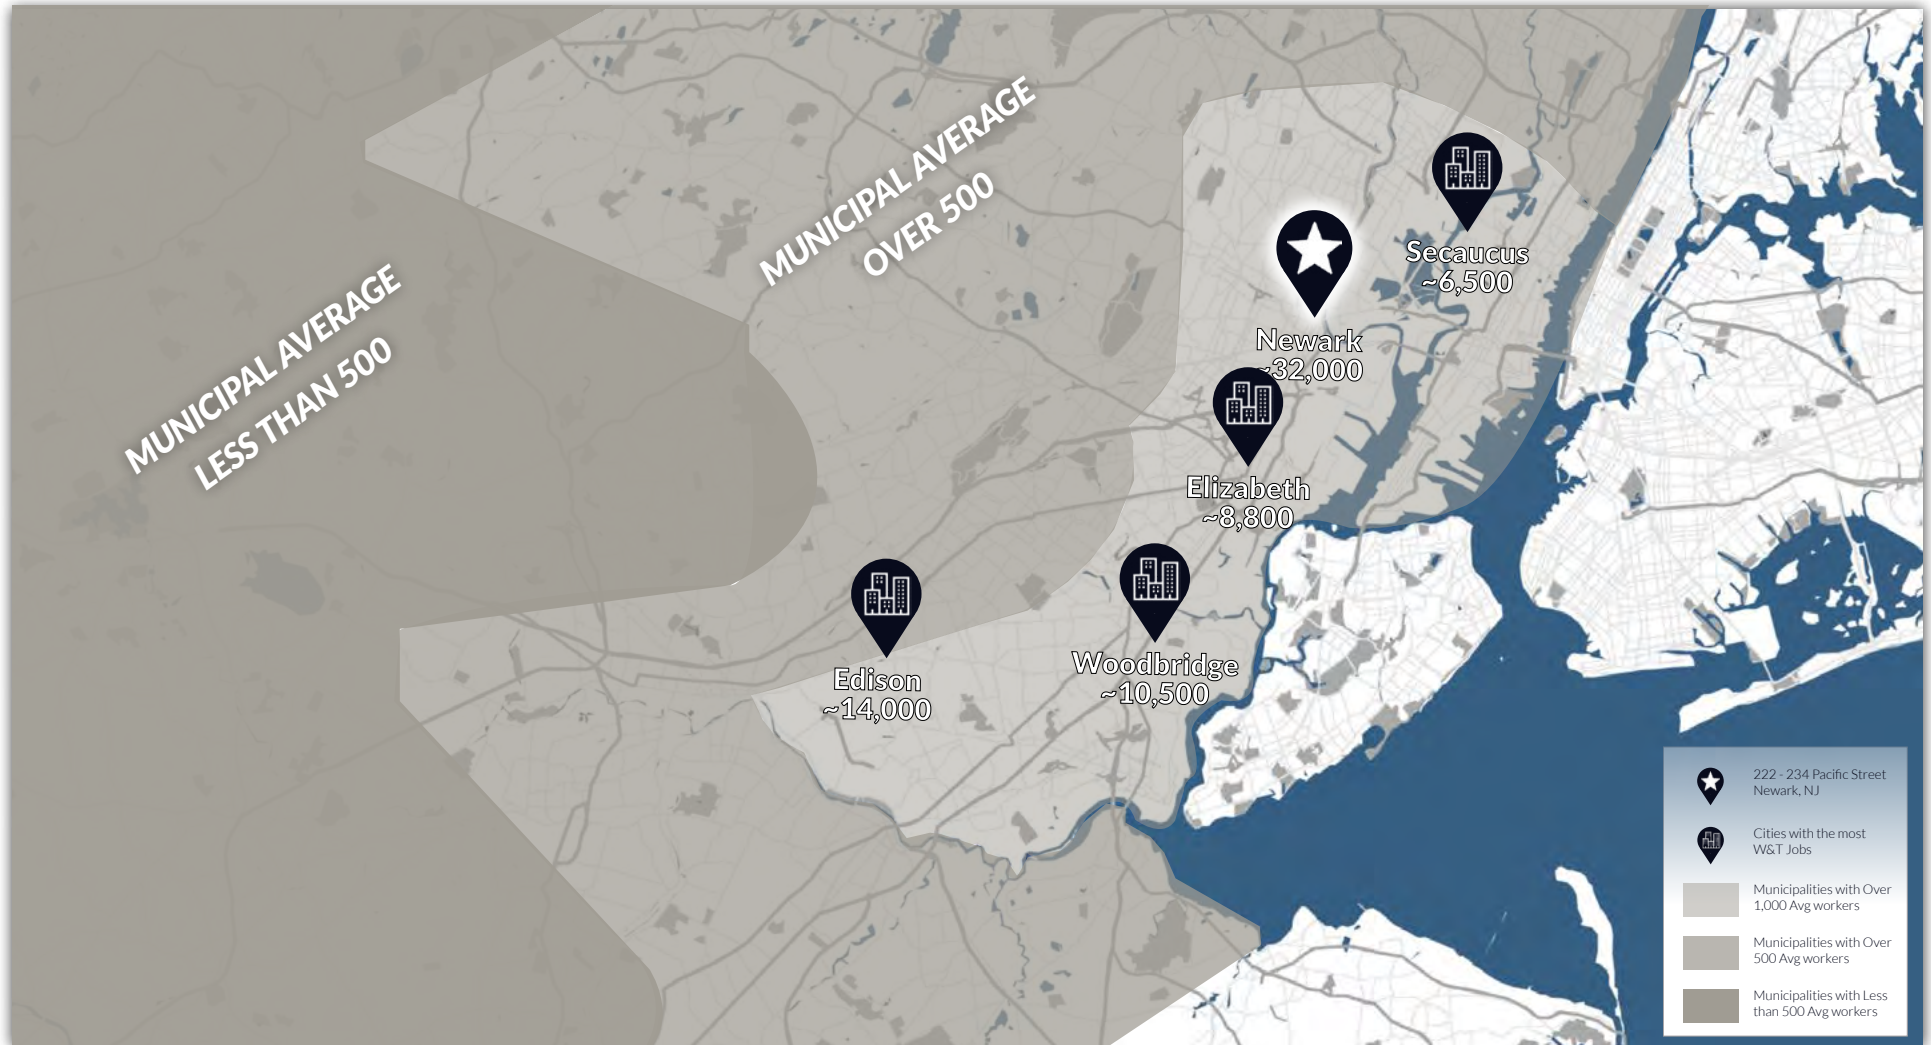 MUNICIPAL AVERAGE
OVER 500
MUNICIPAL AVERAGE
LESS THAN 500
Secaucus
~6,500
Newark
~32,000
Elizabeth
~8,800
Woodbridge
~10,500
Edison
~14,000
222 - 234 Pacific Street
Newark, NJ
Cities with the most
W&T Jobs
Municipalities with Over
1,000 Avg workers
Municipalities with Over
500 Avg workers
Municipalities with Less
than 500 Avg workers